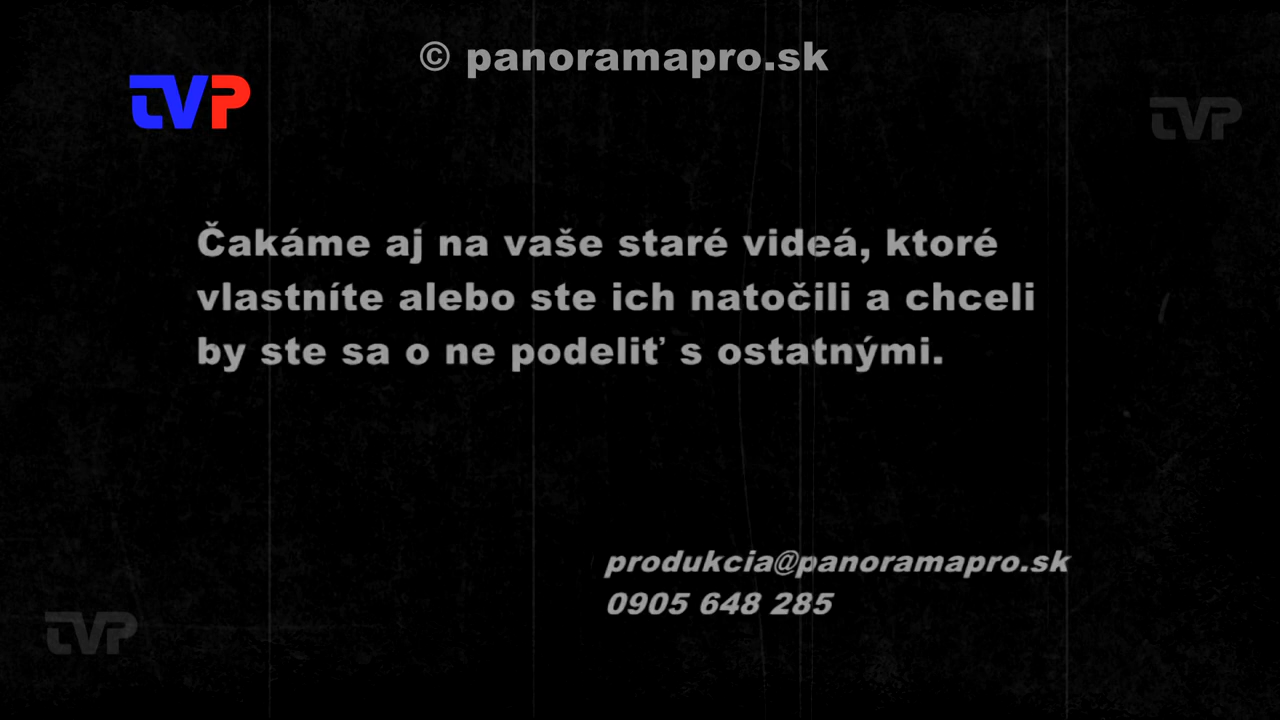 © panoramapro.sk
TVP
TVP
Čakáme aj na vaše staré videá, ktoré
vlastníte alebo ste ich natočili a chceli
by ste sa o ne podeliť s ostatnými.
produkcia@panoramapro.sk
0905 648 285
TVP